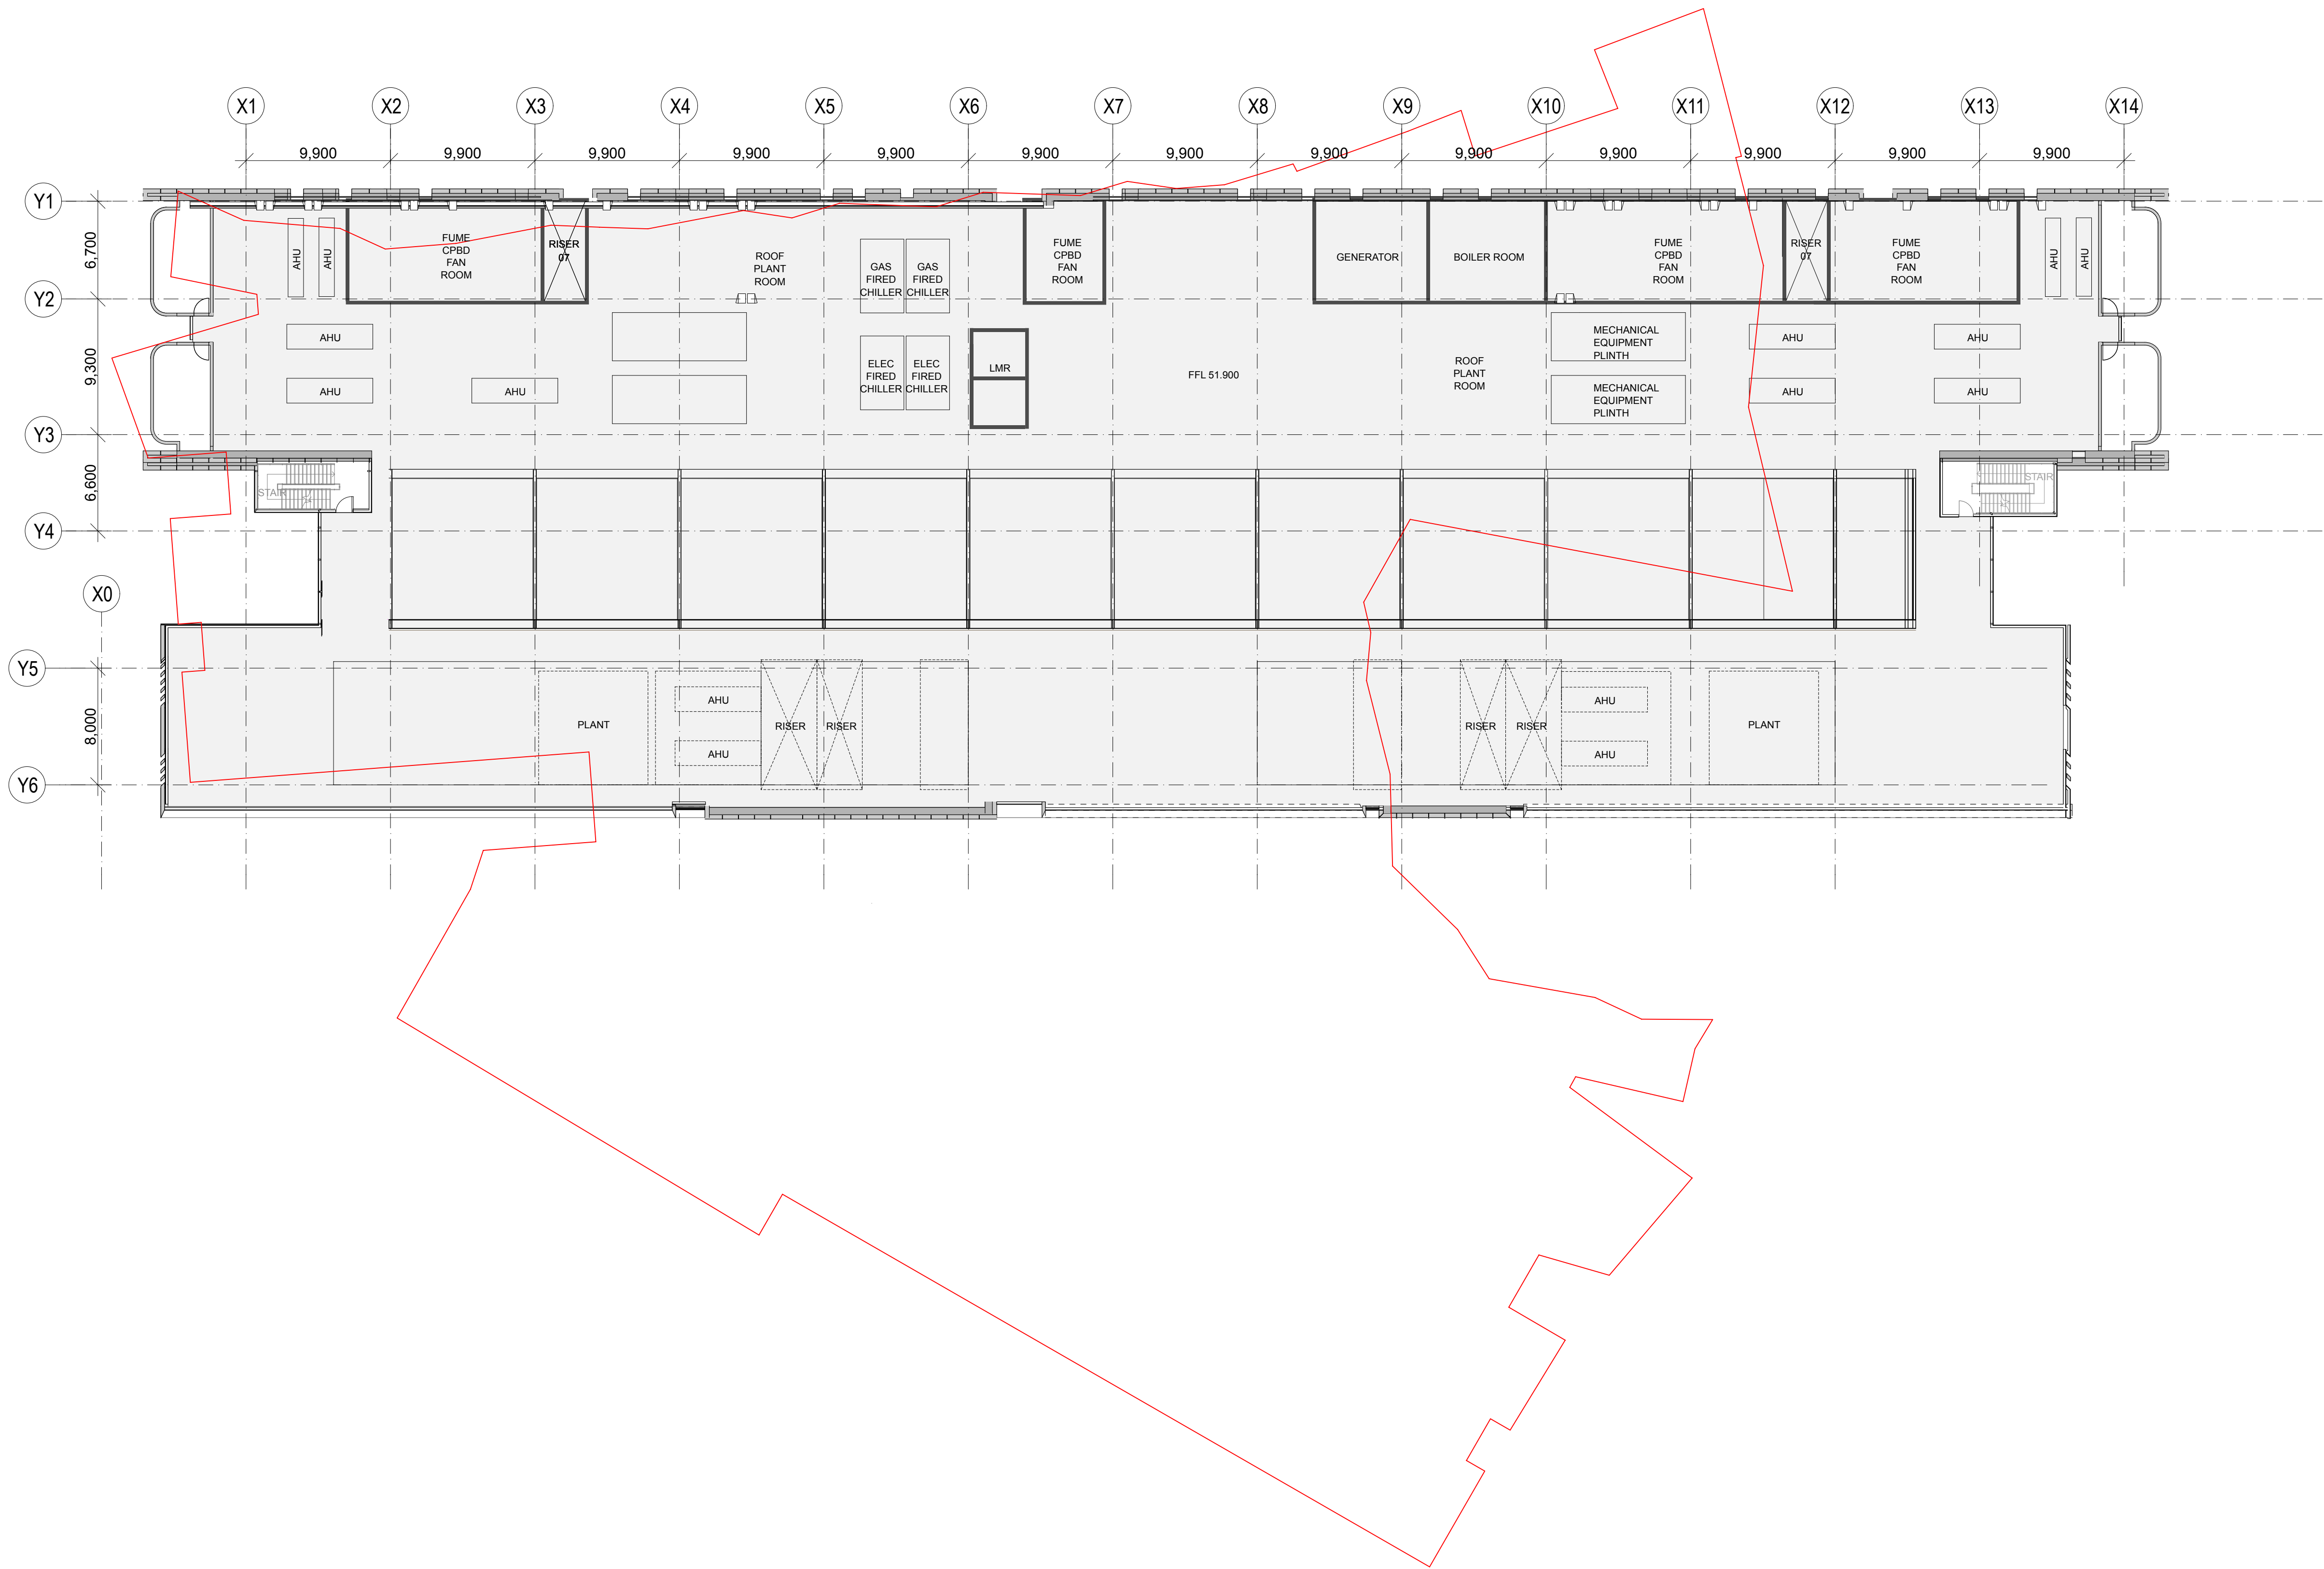 X1 X2 X3 X4 X5 X6 X7 X8 X9 X10 X11 X12 X13 X14
9,900 9,900 9,900 9,900 9,900 9,900 9,900 9,900 9,900 9,900 9,900 9,900 9,900
Y1
6,700
Y2
9,300
Y3
6,600
Y4
X0
Y5
8,000
Y6
AHU
AHU
FUME
CPBD
FAN
ROOM
RISER
07
ROOF
PLANT
ROOM
GAS
FIRED
CHILLER
GAS
FIRED
CHILLER
FUME
CPBD
FAN
ROOM
GENERATOR
BOILER ROOM
FUME
CPBD
FAN
ROOM
RISER
07
FUME
CPBD
FAN
ROOM
AHU
AHU
AHU
AHU
AHU
ELEC
FIRED
CHILLER
ELEC
FIRED
CHILLER
LMR
FFL 51.900
ROOF
PLANT
ROOM
MECHANICAL
EQUIPMENT
PLINTH
MECHANICAL
EQUIPMENT
PLINTH
AHU
AHU
AHU
AHU
STAIR
STAIR
PLANT
AHU
AHU
RISER
RISER
RISER
RISER
AHU
AHU
PLANT